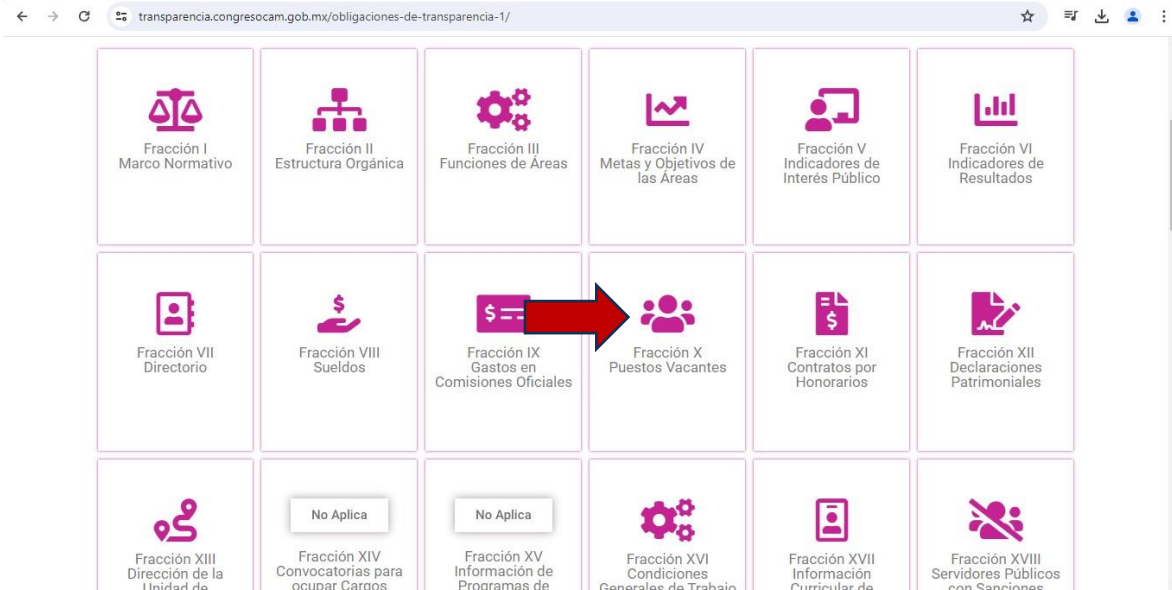 transparencia.congresocam.gob.mx/obligaciones-de-transparencia-1/
Fracción I
Marco Normativo
Fracción II
Estructura Orgánica
Fracción III
Funciones de Áreas
Fracción IV
Metas y Objetivos de
las Áreas
Fracción V
Indicadores de
Interés Público
Fracción VI
Indicadores de
Resultados
Fracción VII
Directorio
Fracción VIII
Sueldos
$
Fracción IX
Gastos en
Comisiones Oficiales
Fracción X
Puestos Vacantes
Fracción XI
Contratos por
Honorarios
Fracción XII
Declaraciones
Patrimoniales
Fracción XIII
Dirección de la
Unidad de
No Aplica
Fracción XIV
Convocatorias para
ocupar Cargos
No Aplica
Fracción XV
Información de
Programas de
Fracción XVI
Condiciones
Generales de Trabajo
Fracción XVII
Información
Curricular de
Fracción XVIII
Servidores Públicos
con Sanciones